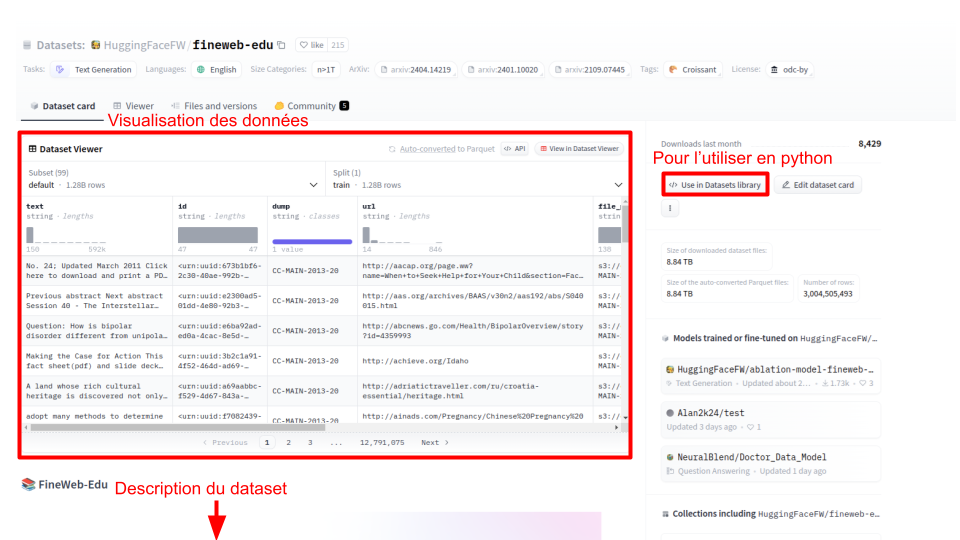 Datasets: HuggingFaceFW/fineweb-edu like 215
Tasks: Text Generation Languages: English Size Categories: n>1T ArXiv: arxiv:2404.14219 arxiv:2401.10020 arxiv:2109.07445 Tags: Croissant License: odc-by
Dataset card Viewer Files and versions Community 5
Visualisation des données
Dataset Viewer Auto-converted to Parquet API View in Dataset Viewer
Subset (99) Split (1)
default · 1.28B rows train · 1.28B rows
text id dump url file_
string · lengths string · lengths string · classes string · lengths strin
150 592k 47 47 1 value 14 846 138
No. 24; Updated March 2011 Click <urn:uuid:673b1bf6- CC-MAIN-2013-20 http://aacap.org/page.ww? s3://
here to download and print a PD… 2c30-40ae-992b-… name=When+to+Seek+Help+for+Your+Child&section=Fac… MAIN-
Previous abstract Next abstract <urn:uuid:e2300ad5- CC-MAIN-2013-20 http://aas.org/archives/BAAS/v30n2/aas192/abs/S040 s3://
Session 40 - The Interstellar… 01dd-4e80-92b3-… 015.html MAIN-
Question: How is bipolar <urn:uuid:e6ba92ad- CC-MAIN-2013-20 http://abcnews.go.com/Health/BipolarOverview/story s3://
disorder different from unipola… ed0a-4cac-8e5d-… ?id=4359993 MAIN-
Making the Case for Action This <urn:uuid:3b2c1a91- CC-MAIN-2013-20 http://achieve.org/Idaho s3://
fact sheet(pdf) and slide deck… 4f52-464d-ad69-… MAIN-
A land whose rich cultural <urn:uuid:a69aabbc- CC-MAIN-2013-20 http://adriatictraveller.com/ru/croatia- s3://
heritage is discovered not only… f529-4d67-843a-… essential/heritage.html MAIN-
adopt many methods to determine <urn:uuid:f7082439- CC-MAIN-2013-20 http://ainads.com/Pregnancy/Chinese%20Pregnancy%20 s3://
< Previous 1 2 3 ... 12,791,075 Next >
FineWeb-Edu
Description du dataset
Downloads last month 8,429
Pour l'utiliser en python
Use in Datasets library Edit dataset card
Size of downloaded dataset files:
8.84 TB
Size of the auto-converted Parquet files: Number of rows:
8.84 TB 3,004,505,493
Models trained or fine-tuned on HuggingFaceFW/…
HuggingFaceFW/ablation-model-fineweb-…
Text Generation · Updated about 2... · 1.73k · 3
Alan2k24/test
Updated 3 days ago · 1
NeuralBlend/Doctor_Data_Model
Question Answering · Updated 1 day ago
Collections including HuggingFaceFW/fineweb-e…